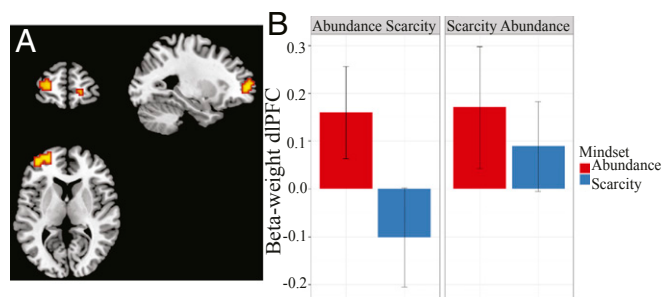 A
B
Abundance Scarcity
Scarcity Abundance
Beta-weight dlPFC
0.3
0.2
0.1
0.0
-0.1
-0.2
Mindset
Abundance
Scarcity